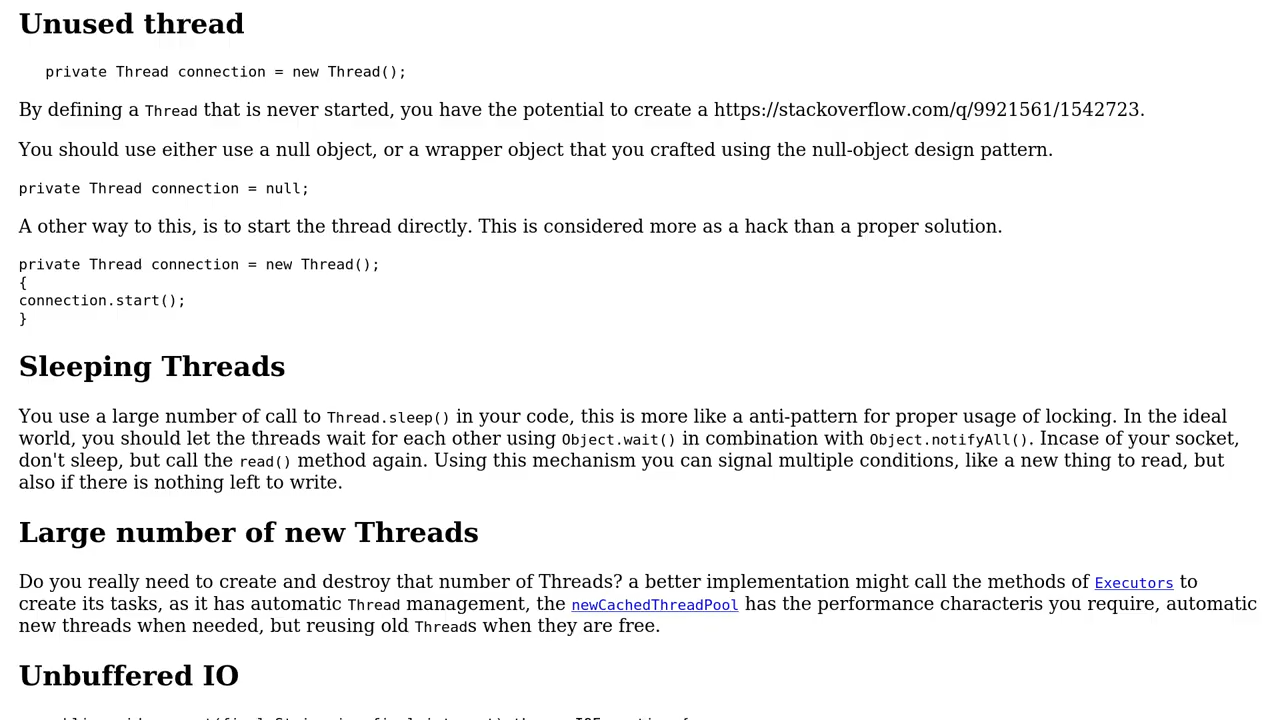 Unused thread
private Thread connection = new Thread();
By defining a Thread that is never started, you have the potential to create a https://stackoverflow.com/q/9921561/1542723.
You should use either use a null object, or a wrapper object that you crafted using the null-object design pattern.
private Thread connection = null;
A other way to this, is to start the thread directly. This is considered more as a hack than a proper solution.
private Thread connection = new Thread();
{
connection.start();
}
Sleeping Threads
You use a large number of call to Thread.sleep() in your code, this is more like a anti-pattern for proper usage of locking. In the ideal
world, you should let the threads wait for each other using Object.wait() in combination with Object.notifyAll(). Incase of your socket,
don't sleep, but call the read() method again. Using this mechanism you can signal multiple conditions, like a new thing to read, but
also if there is nothing left to write.
Large number of new Threads
Do you really need to create and destroy that number of Threads? a better implementation might call the methods of Executors to
create its tasks, as it has automatic Thread management, the newCachedThreadPool has the performance characteris you require, automatic
new threads when needed, but reusing old Threads when they are free.
Unbuffered IO